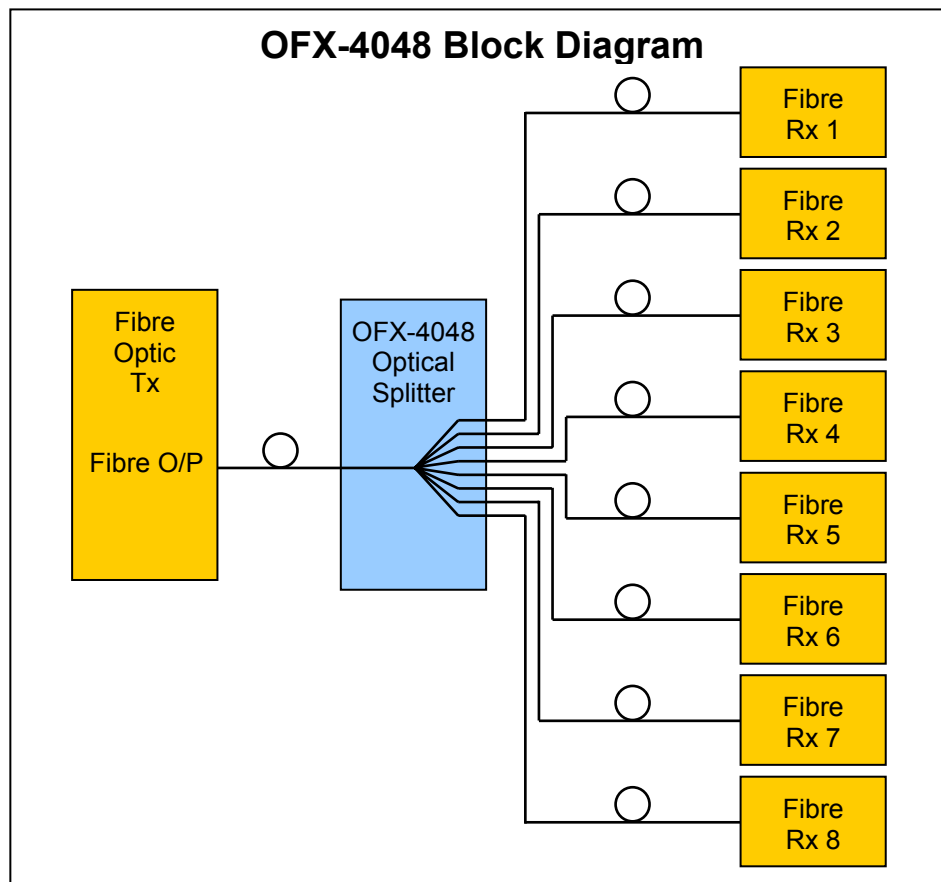 OFX-4048 Block Diagram
Fibre
Rx 1
Fibre
Rx 2
Fibre
Rx 3
Fibre
Optic
Tx
Fibre O/P
OFX-4048
Optical
Splitter
Fibre
Rx 4
Fibre
Rx 5
Fibre
Rx 6
Fibre
Rx 7
Fibre
Rx 8